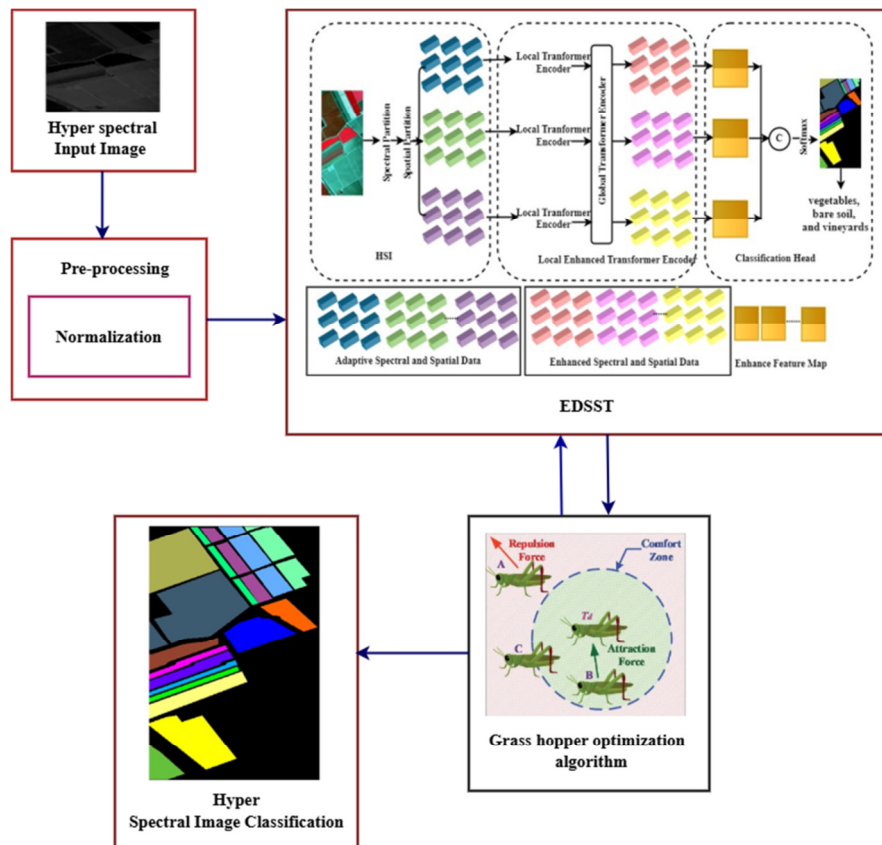 Hyper spectral
Input Image
Pre-processing
Normalization
Spectral Partition
Spatial Partition
HSI
Local Tranformer
Encoder
Local Tranformer
Encoder
Local Tranformer
Encoder
Global Transformer Encoder
Local Enhanced Transformer Encoder
C
Softmax
vegetables,
bare soil,
and vineyards
Classification Head
Adaptive Spectral and Spatial Data
Enhanced Spectral and Spatial Data
Enhance Feature Map
EDSST
Repulsion
Force
Comfort
Zone
A
Td
C
Attraction
Force
B
Grass hopper optimization
algorithm
Hyper
Spectral Image Classification